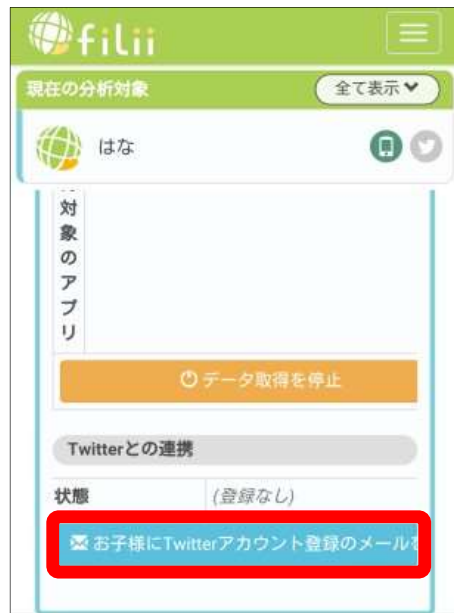 filii
現在の分析対象
全て表示
はな
対
象
の
ア
プ
リ
データ取得を停止
Twitterとの連携
状態 (登録なし)
お子様にTwitterアカウント登録のメールを